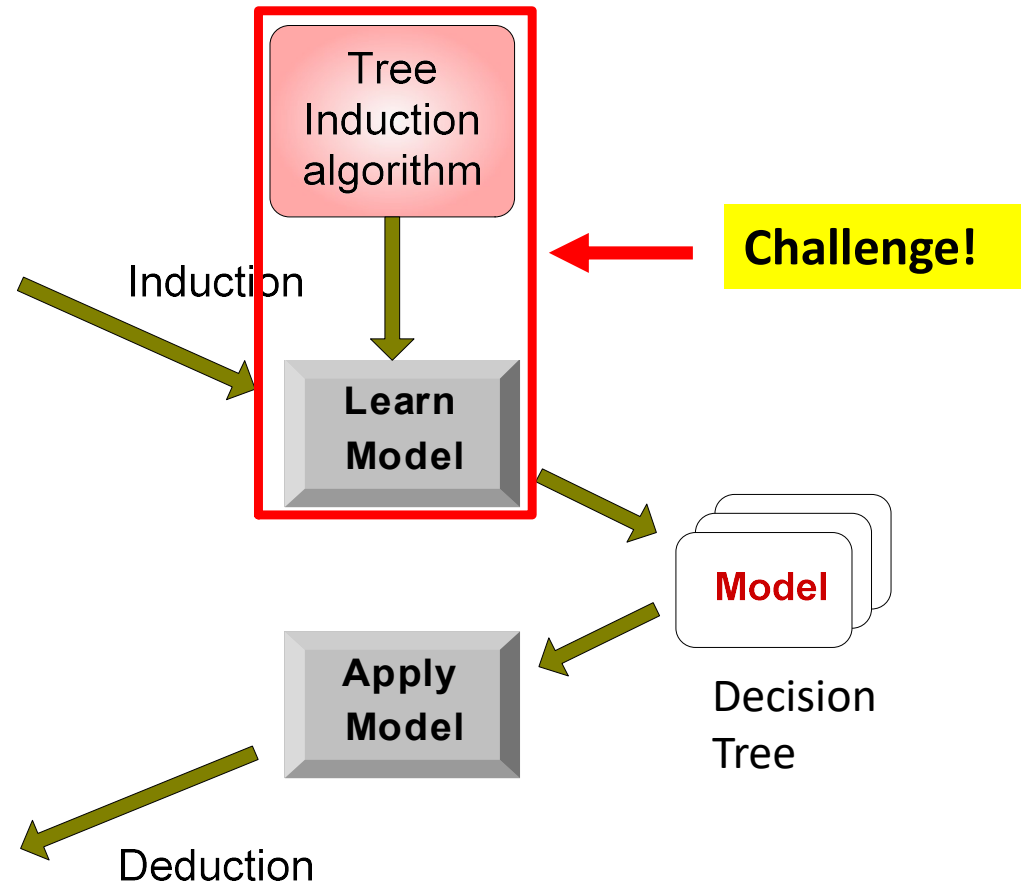 Tree
Induction
algorithm
Challenge!
Induction
Learn
Model
Model
Decision
Tree
Apply
Model
Deduction